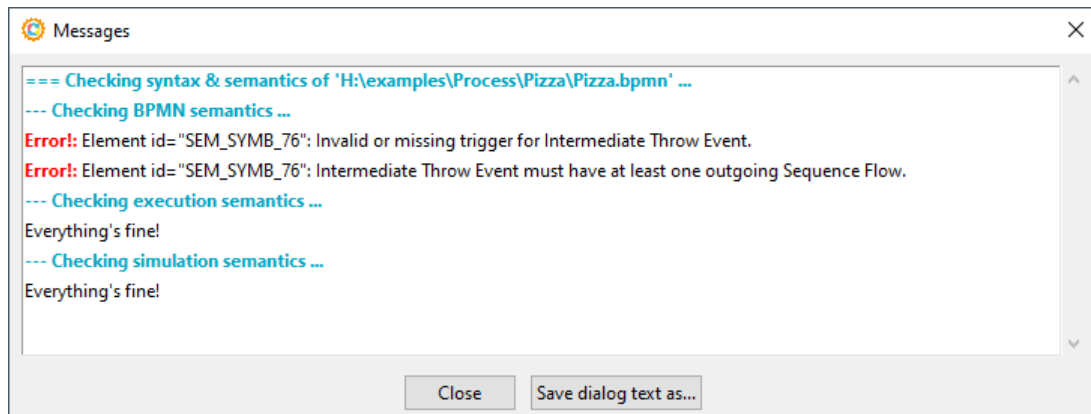 Messages
=== Checking syntax & semantics of 'H:\examples\Process\Pizza\Pizza.bpmn' ...
--- Checking BPMN semantics ...
Error!: Element id="SEM_SYMB_76": Invalid or missing trigger for Intermediate Throw Event.
Error!: Element id="SEM_SYMB_76": Intermediate Throw Event must have at least one outgoing Sequence Flow.
--- Checking execution semantics ...
Everything's fine!
--- Checking simulation semantics ...
Everything's fine!
Close Save dialog text as...